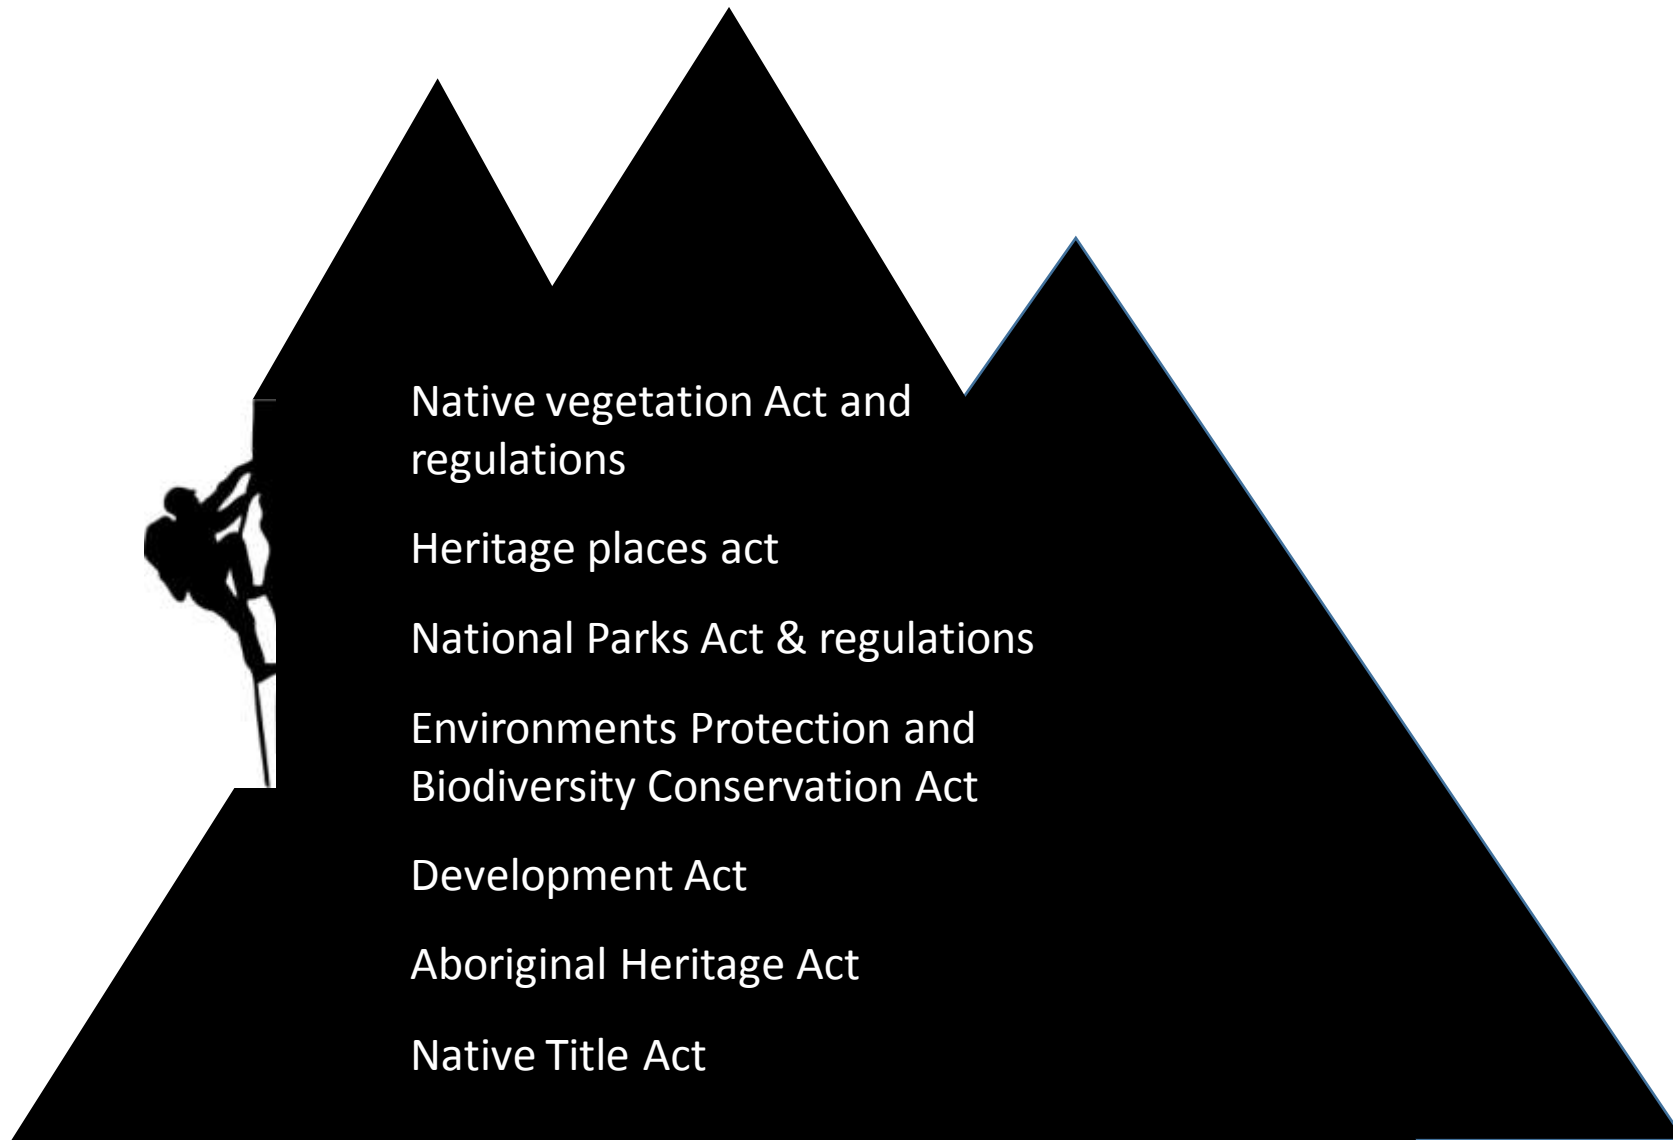 Native vegetation Act and
regulations
Heritage places act
National Parks Act & regulations
Environments Protection and
Biodiversity Conservation Act
Development Act
Aboriginal Heritage Act
Native Title Act